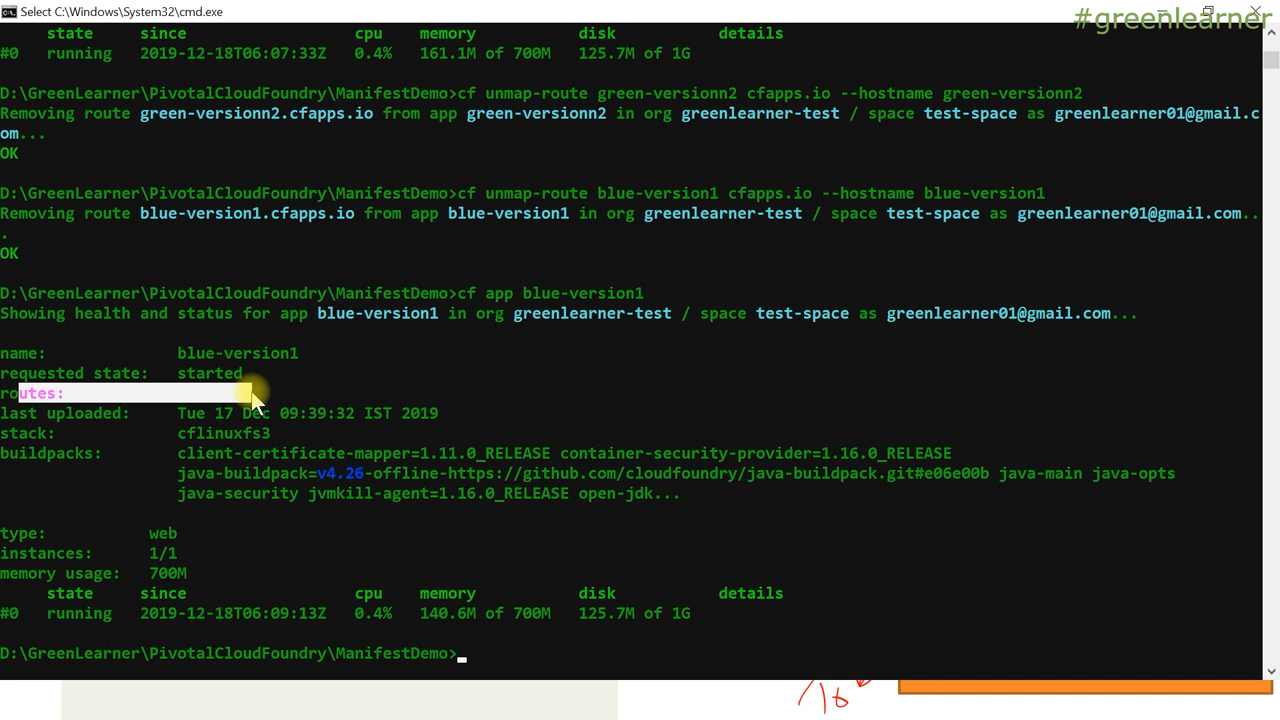 Select C:\Windows\System32\cmd.exe
#greenlearner
state since cpu memory disk details
#0 running 2019-12-18T06:07:33Z 0.4% 161.1M of 700M 125.7M of 1G
D:\GreenLearner\PivotalCloudFoundry\ManifestDemo>cf unmap-route green-versionn2 cfapps.io --hostname green-versionn2
Removing route green-versionn2.cfapps.io from app green-versionn2 in org greenlearner-test / space test-space as greenlearner01@gmail.c
om...
OK
D:\GreenLearner\PivotalCloudFoundry\ManifestDemo>cf unmap-route blue-version1 cfapps.io --hostname blue-version1
Removing route blue-version1.cfapps.io from app blue-version1 in org greenlearner-test / space test-space as greenlearner01@gmail.com..
.
OK
D:\GreenLearner\PivotalCloudFoundry\ManifestDemo>cf app blue-version1
Showing health and status for app blue-version1 in org greenlearner-test / space test-space as greenlearner01@gmail.com...
name: blue-version1
requested state: started
routes:
last uploaded: Tue 17 Dec 09:39:32 IST 2019
stack: cflinuxfs3
buildpacks: client-certificate-mapper=1.11.0_RELEASE container-security-provider=1.16.0_RELEASE
java-buildpack=v4.26-offline-https://github.com/cloudfoundry/java-buildpack.git#e06e00b java-main java-opts
java-security jvmkill-agent=1.16.0_RELEASE open-jdk...
type: web
instances: 1/1
memory usage: 700M
state since cpu memory disk details
#0 running 2019-12-18T06:09:13Z 0.4% 140.6M of 700M 125.7M of 1G
D:\GreenLearner\PivotalCloudFoundry\ManifestDemo>